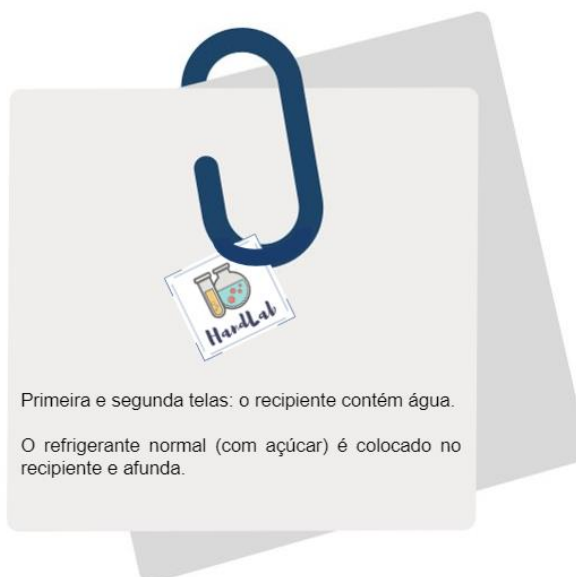 HandLab
Primeira e segunda telas: o recipiente contém água.
O refrigerante normal (com açúcar) é colocado no
recipiente e afunda.